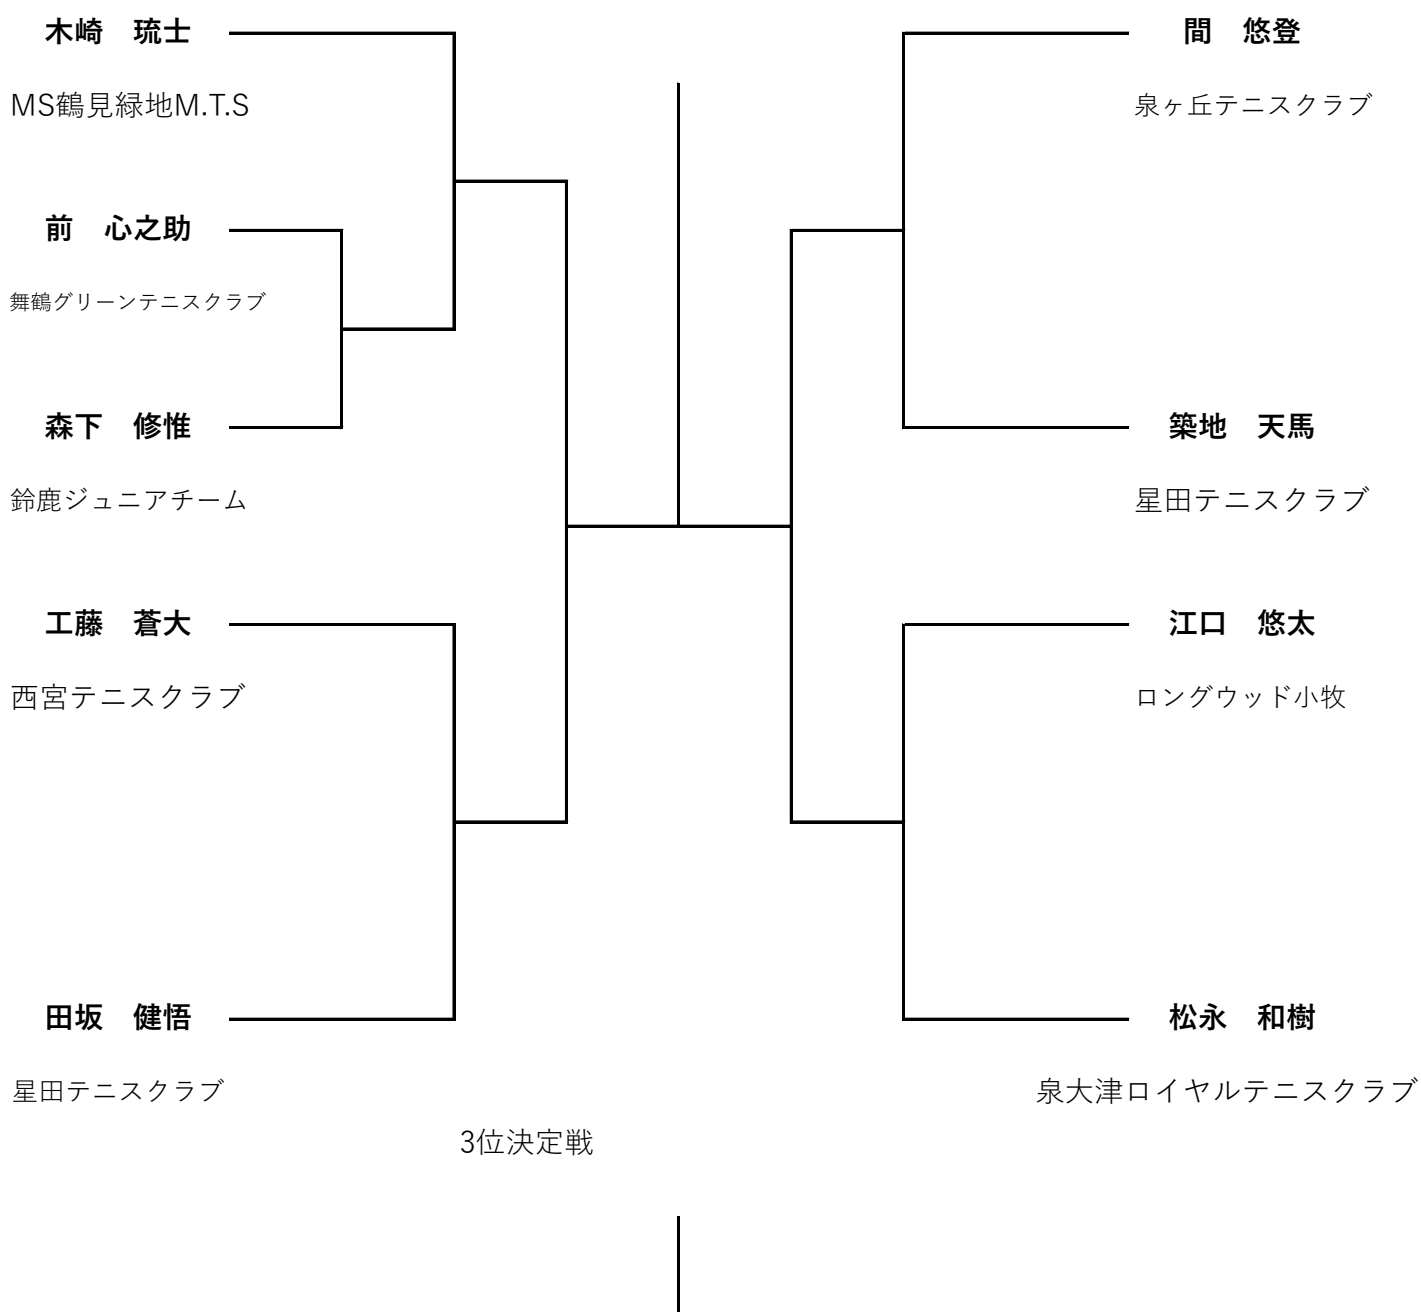 木崎　琉士
MS鶴見緑地M.T.S
前　心之助
舞鶴グリーンテニスクラブ
森下　修惟
鈴鹿ジュニアチーム
工藤　蒼大
西宮テニスクラブ
田坂　健悟
星田テニスクラブ
間　悠登
泉ヶ丘テニスクラブ
築地　天馬
星田テニスクラブ
江口　悠太
ロングウッド小牧
松永　和樹
泉大津ロイヤルテニスクラブ
3位決定戦